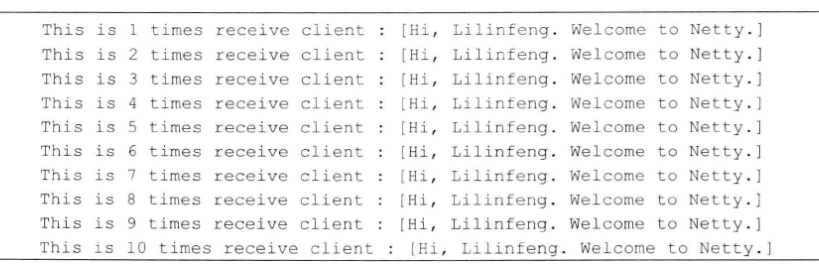 This is 1 times receive client : [Hi, Lilinfeng. Welcome to Netty.]
This is 2 times receive client : [Hi, Lilinfeng. Welcome to Netty.]
This is 3 times receive client : [Hi, Lilinfeng. Welcome to Netty.]
This is 4 times receive client : [Hi, Lilinfeng. Welcome to Netty.]
This is 5 times receive client : [Hi, Lilinfeng. Welcome to Netty.]
This is 6 times receive client : [Hi, Lilinfeng. Welcome to Netty.]
This is 7 times receive client : [Hi, Lilinfeng. Welcome to Netty.]
This is 8 times receive client : [Hi, Lilinfeng. Welcome to Netty.]
This is 9 times receive client : [Hi, Lilinfeng. Welcome to Netty.]
This is 10 times receive client : [Hi, Lilinfeng. Welcome to Netty.]